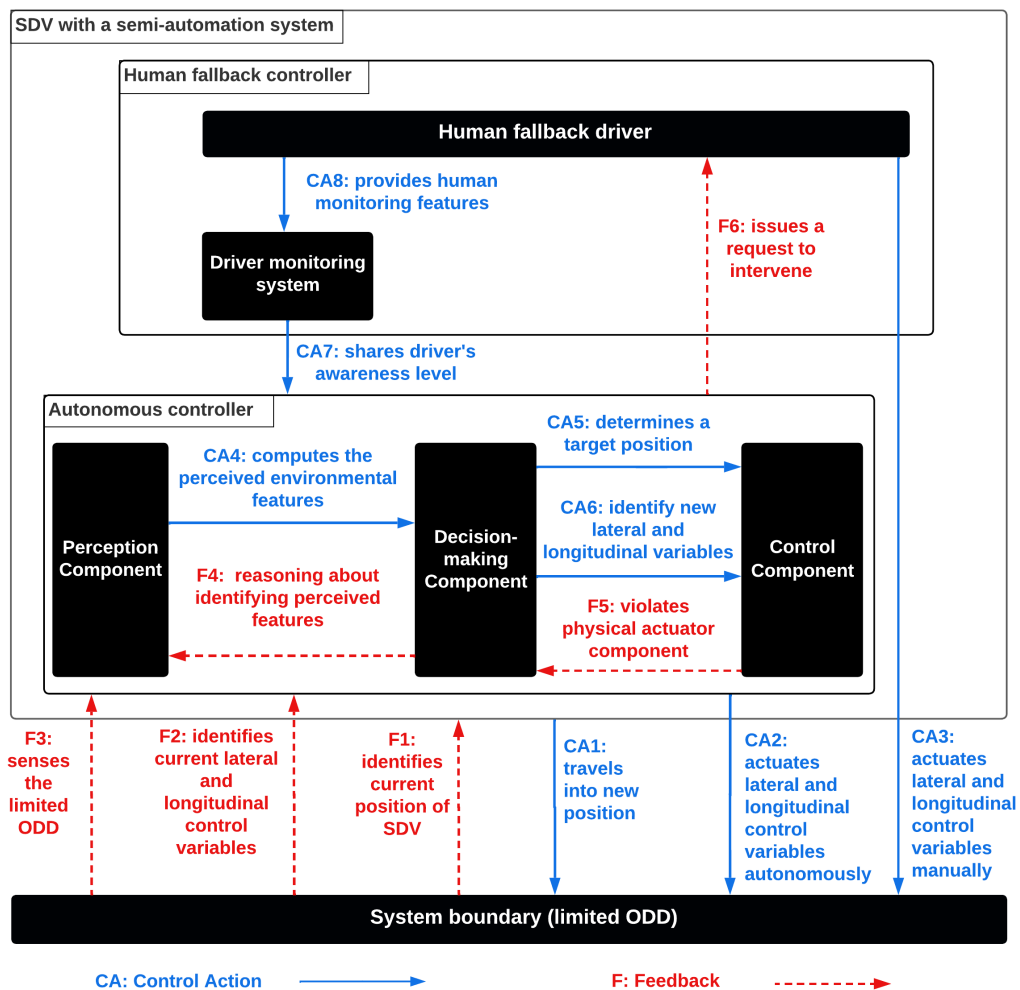 SDV with a semi-automation system
Human fallback controller
Human fallback driver
CA8: provides human
monitoring features
F6: issues a
request to
intervene
Driver monitoring
system
CA7: shares driver's
awareness level
Autonomous controller
CA5: determines a
target position
CA4: computes the
perceived environmental
features
CA6: identify new
lateral and
longitudinal variables
Perception
Component
Decision-
making
Component
Control
Component
F4: reasoning about
identifying perceived
features
F5: violates
physical actuator
component
F3:
senses
the
limited
ODD
F2: identifies
current lateral
and
longitudinal
control
variables
F1:
identifies
current
position of
SDV
CA1:
travels
into new
position
CA2:
actuates
lateral and
longitudinal
control
variables
autonomously
CA3:
actuates
lateral and
longitudinal
control
variables
manually
System boundary (limited ODD)
CA: Control Action
F: Feedback